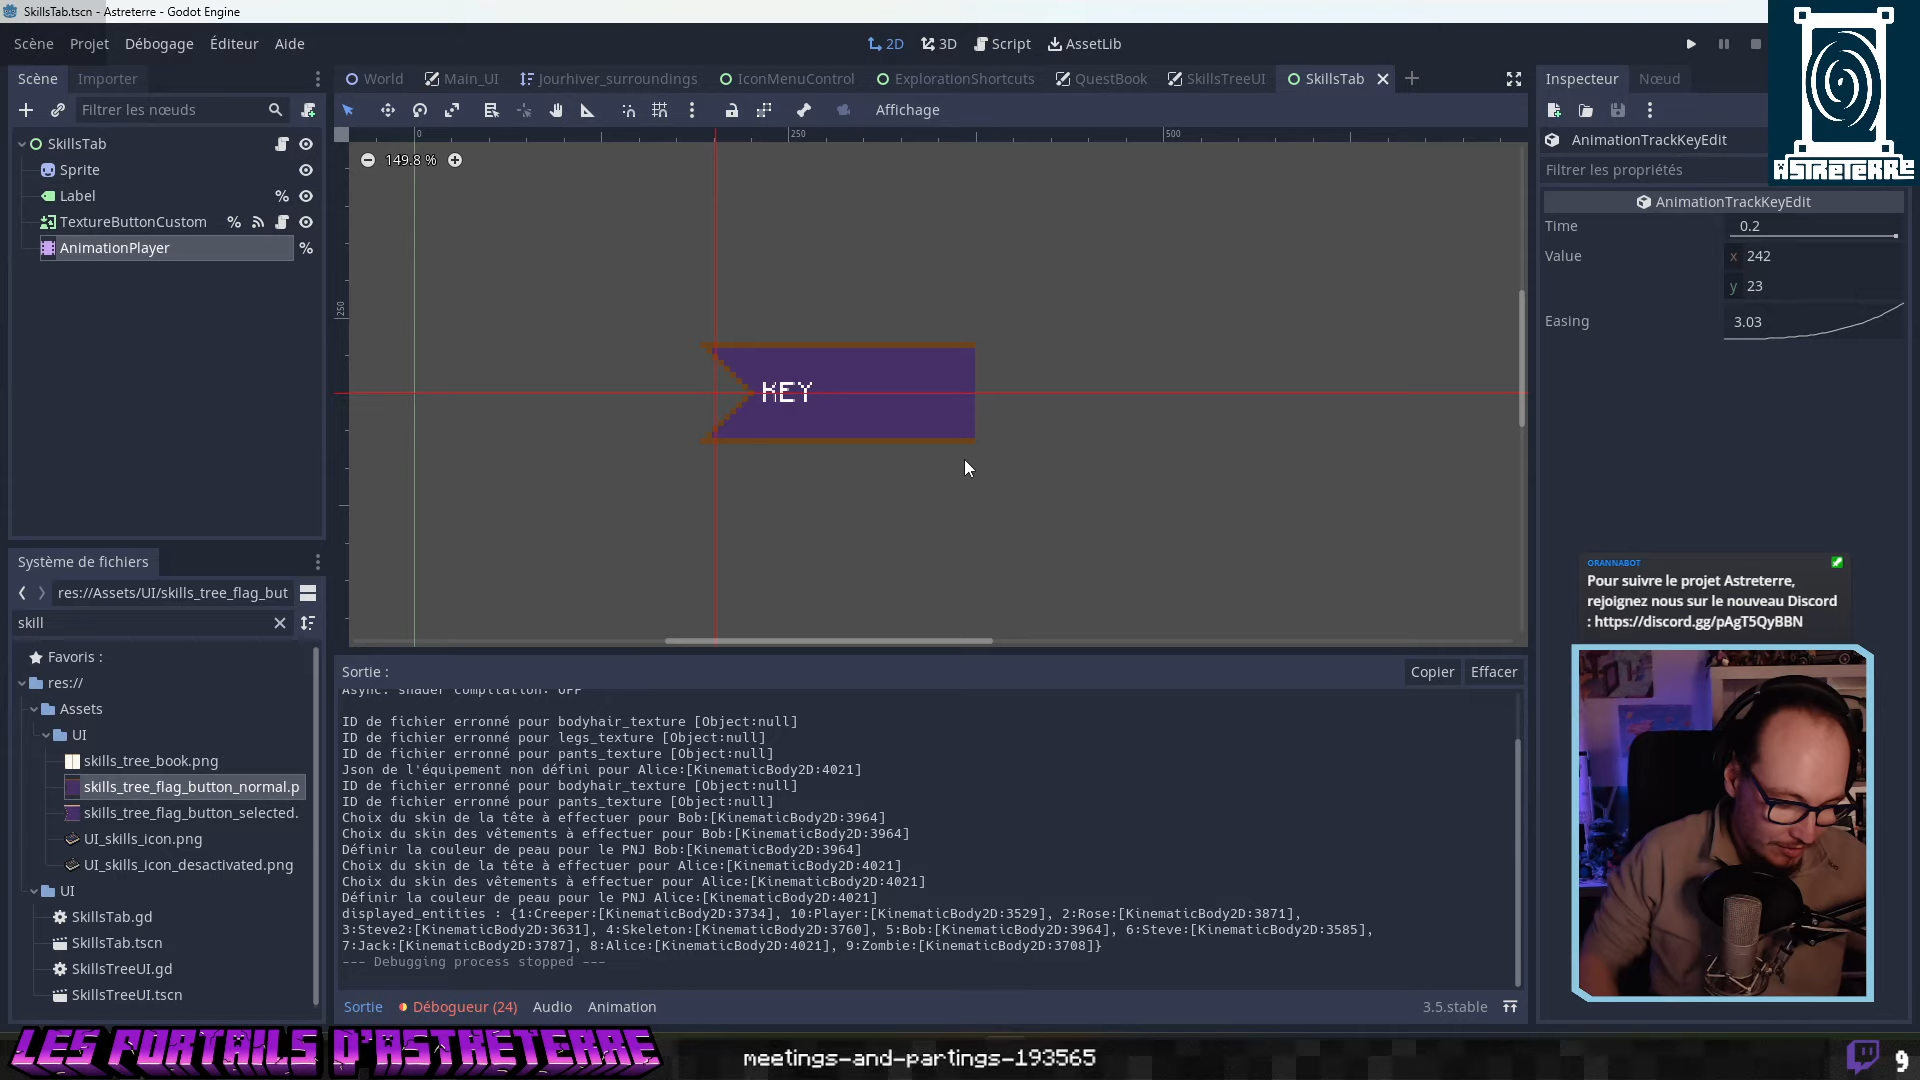 SkillsTab.tscn - Astreterre - Godot Engine
Scène Projet Débogage Éditeur Aide
2D 3D Script AssetLib
Scène Importer
World Main_UI Jourhiver_surroundings IconMenuControl ExplorationShortcuts QuestBook SkillsTreeUI SkillsTab
Inspecteur Nœud
Filtrer les nœuds
Affichage
ASTRETERRE
AnimationTrackKeyEdit
Filtrer les propriétés
AnimationTrackKeyEdit
Time 0.2
Value x 242
y 23
Easing 3.03
SkillsTab
Sprite
Label
TextureButtonCustom
AnimationPlayer
0 250 500
250
149.8 %
KEY
Système de fichiers
res://Assets/UI/skills_tree_flag_but
skill
Favoris :
res://
Assets
UI
skills_tree_book.png
skills_tree_flag_button_normal.p
skills_tree_flag_button_selected.
UI_skills_icon.png
UI_skills_icon_desactivated.png
UI
SkillsTab.gd
SkillsTab.tscn
SkillsTreeUI.gd
SkillsTreeUI.tscn
Sortie :
Copier Effacer
Async. shader compilation: OFF
ID de fichier erronné pour bodyhair_texture [Object:null]
ID de fichier erronné pour legs_texture [Object:null]
ID de fichier erronné pour pants_texture [Object:null]
Json de l'équipement non défini pour Alice:[KinematicBody2D:4021]
ID de fichier erronné pour bodyhair_texture [Object:null]
ID de fichier erronné pour pants_texture [Object:null]
Choix du skin de la tête à effectuer pour Bob:[KinematicBody2D:3964]
Choix du skin des vêtements à effectuer pour Bob:[KinematicBody2D:3964]
Définir la couleur de peau pour le PNJ Bob:[KinematicBody2D:3964]
Choix du skin de la tête à effectuer pour Alice:[KinematicBody2D:4021]
Choix du skin des vêtements à effectuer pour Alice:[KinematicBody2D:4021]
Définir la couleur de peau pour le PNJ Alice:[KinematicBody2D:4021]
displayed_entities : {1:Creeper:[KinematicBody2D:3734], 10:Player:[KinematicBody2D:3529], 2:Rose:[KinematicBody2D:3871],
3:Steve2:[KinematicBody2D:3631], 4:Skeleton:[KinematicBody2D:3760], 5:Bob:[KinematicBody2D:3964], 6:Steve:[KinematicBody2D:3585],
7:Jack:[KinematicBody2D:3787], 8:Alice:[KinematicBody2D:4021], 9:Zombie:[KinematicBody2D:3708]}
--- Debugging process stopped ---
Sortie Débogueur (24) Audio Animation
3.5.stable
ORANNABOT
Pour suivre le projet Astreterre,
rejoignez nous sur le nouveau Discord
: https://discord.gg/pAgT5QyBBN
LES PORTAILS D'ASTRETERRE
meetings-and-partings-193565
9